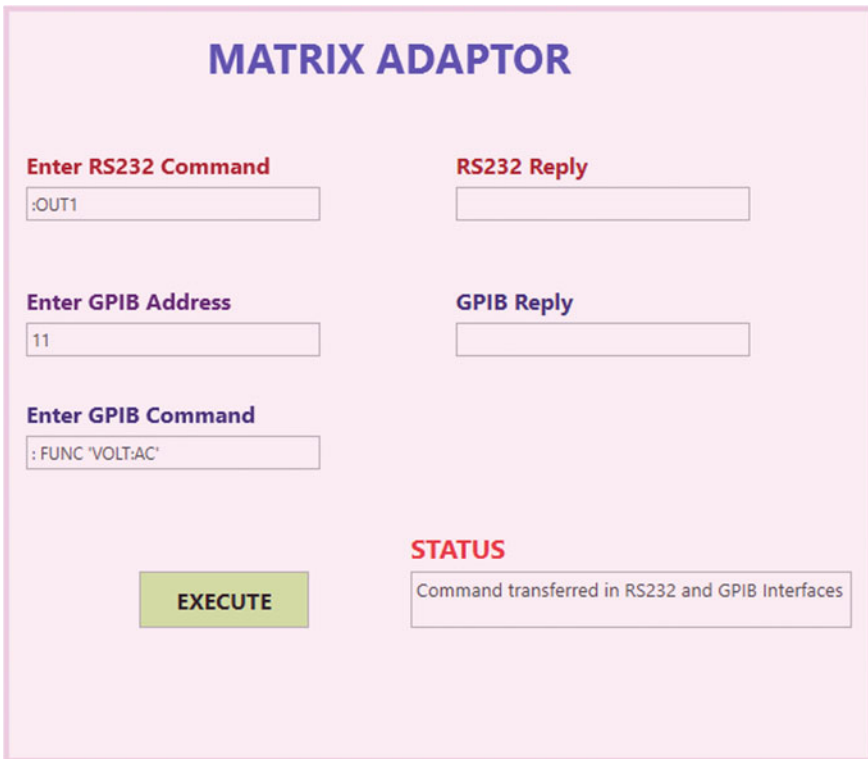 MATRIX ADAPTOR
Enter RS232 Command
RS232 Reply
:OUT1
Enter GPIB Address
GPIB Reply
11
Enter GPIB Command
: FUNC 'VOLT:AC'
STATUS
EXECUTE
Command transferred in RS232 and GPIB Interfaces